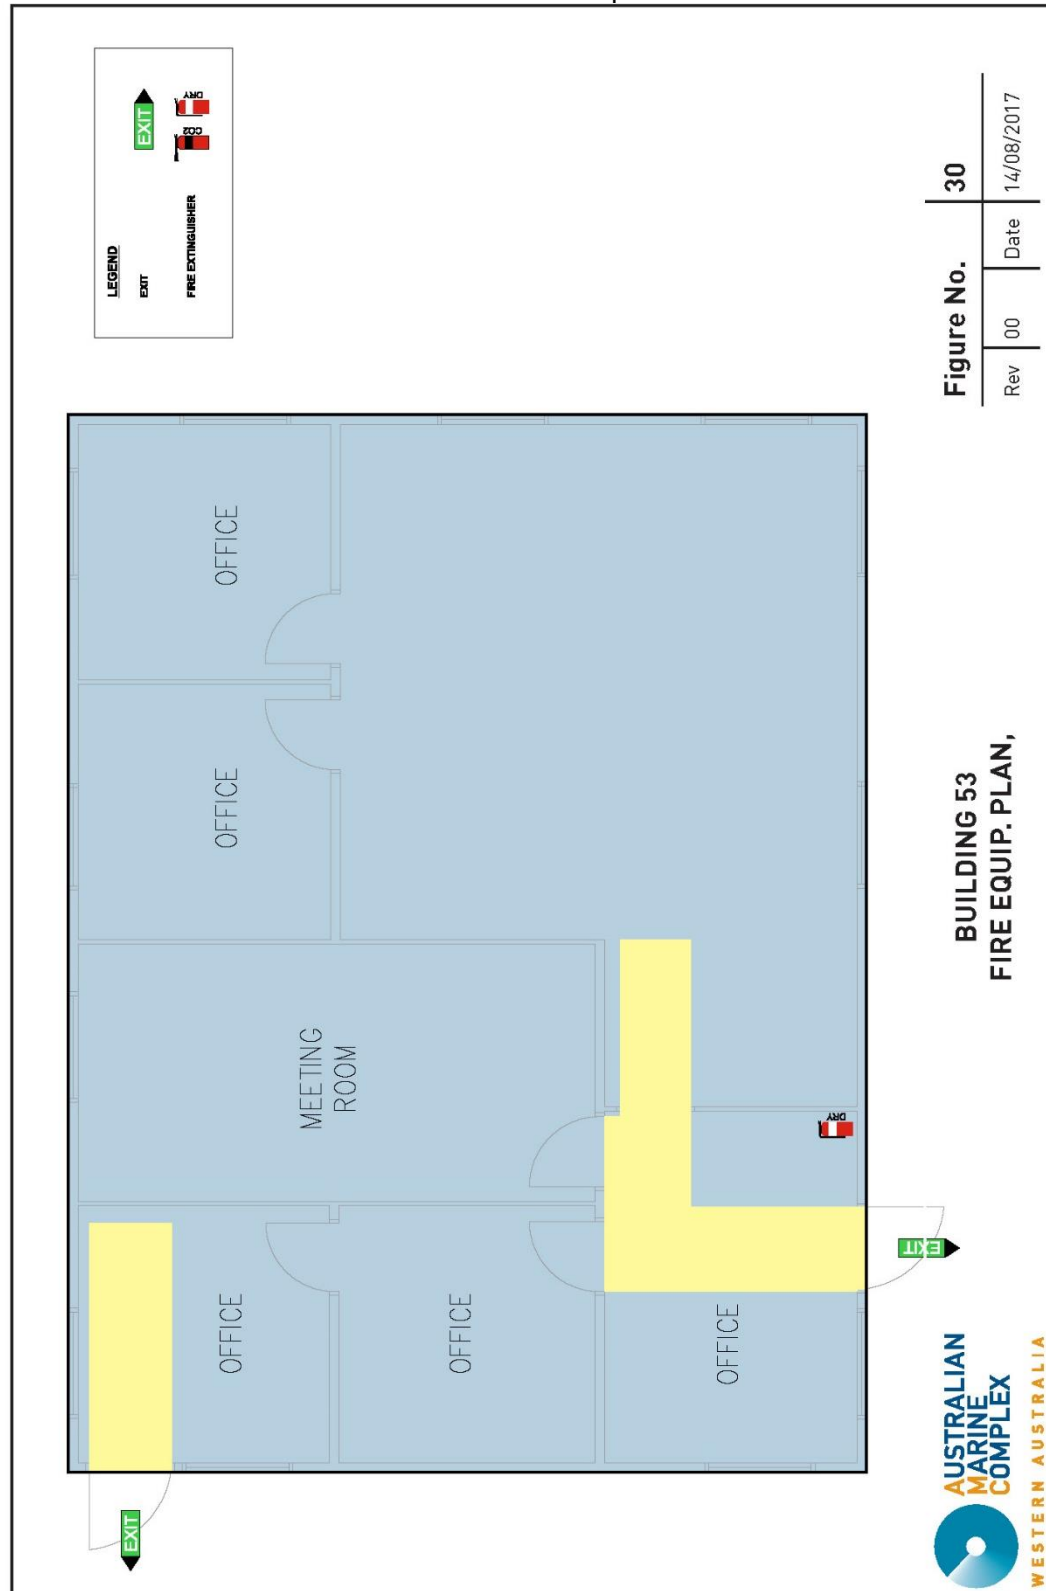 LEGEND
EXIT
EXIT
FIRE EXTINGUISHER
CO2
DRY
OFFICE
OFFICE
MEETING
ROOM
OFFICE
OFFICE
OFFICE
DRY
EXIT
EXIT
AUSTRALIAN
MARINE
COMPLEX
WESTERN AUSTRALIA
BUILDING 53
FIRE EQUIP. PLAN,
Figure No. 30
Rev 00 Date 14/08/2017